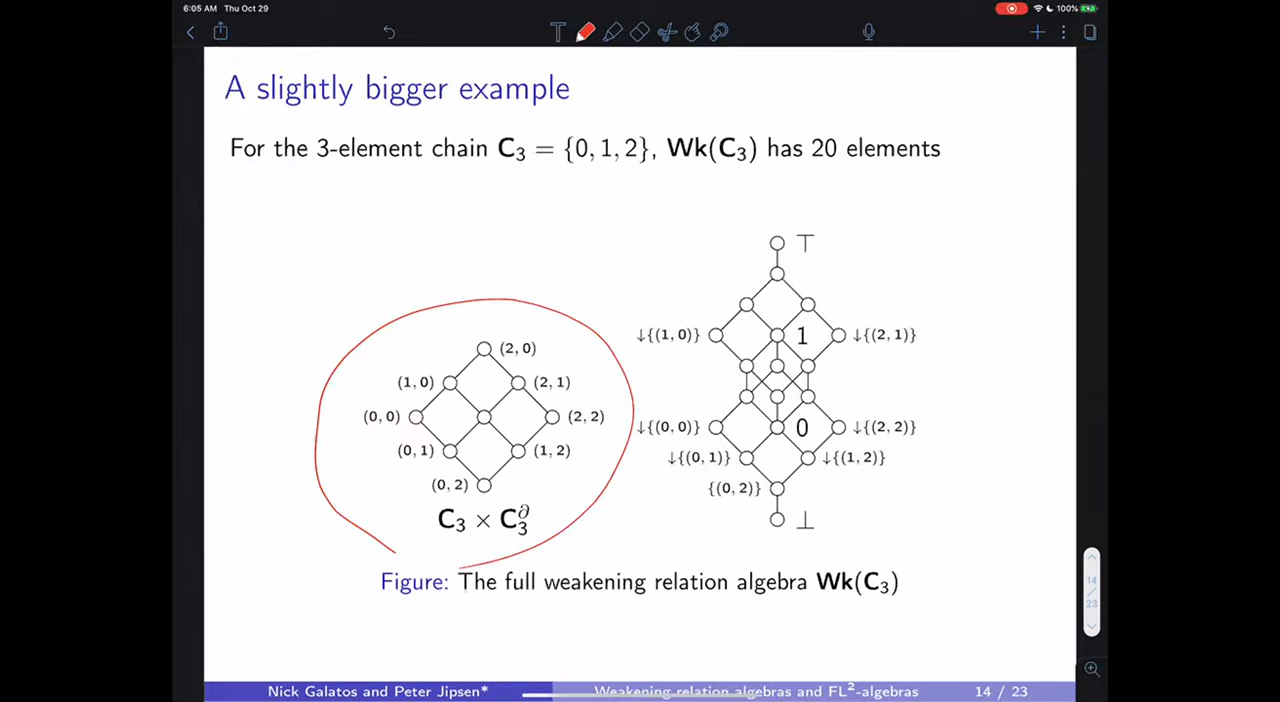 6:05 AM Thu Oct 29
100%
A slightly bigger example
For the 3-element chain C₃ = {0, 1, 2}, Wk(C₃) has 20 elements
⊤
↓{(1, 0)} 1 ↓{(2, 1)}
(2, 0)
(1, 0) (2, 1)
(0, 0) (2, 2)
↓{(0, 0)} 0 ↓{(2, 2)}
(0, 1) (1, 2)
↓{(0, 1)} ↓{(1, 2)}
(0, 2)
{(0, 2)}
C₃ × C₃^∂
⊥
Figure: The full weakening relation algebra Wk(C₃)
14
/
23
Nick Galatos and Peter Jipsen* Weakening relation algebras and FL²-algebras 14 / 23